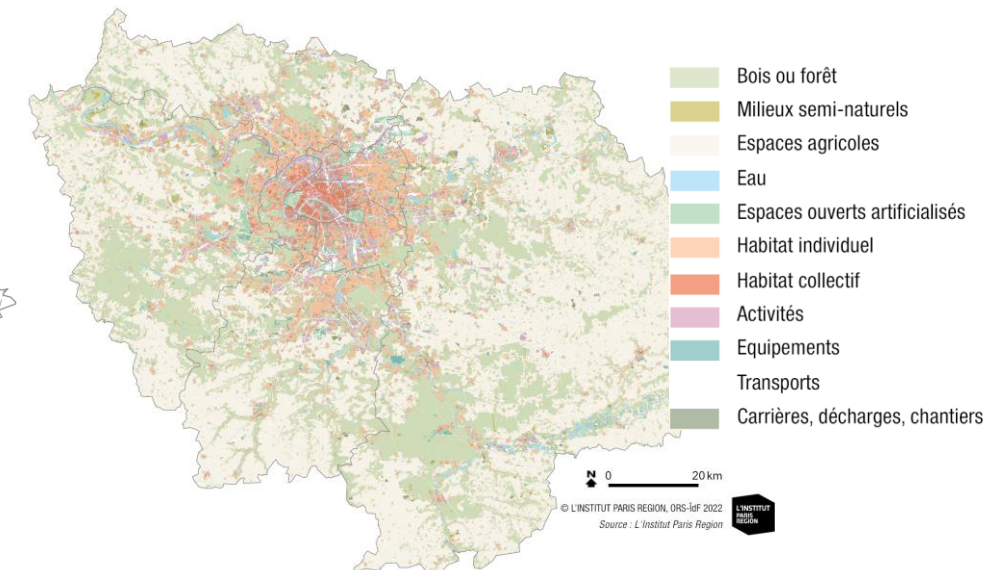 Bois ou forêt
Milieux semi-naturels
Espaces agricoles
Eau
Espaces ouverts artificialisés
Habitat individuel
Habitat collectif
Activités
Equipements
Transports
Carrières, décharges, chantiers
N 0 20 km
© L'INSTITUT PARIS REGION, ORS-ÎdF 2022
Source : L'Institut Paris Region
L'INSTITUT
PARIS
REGION